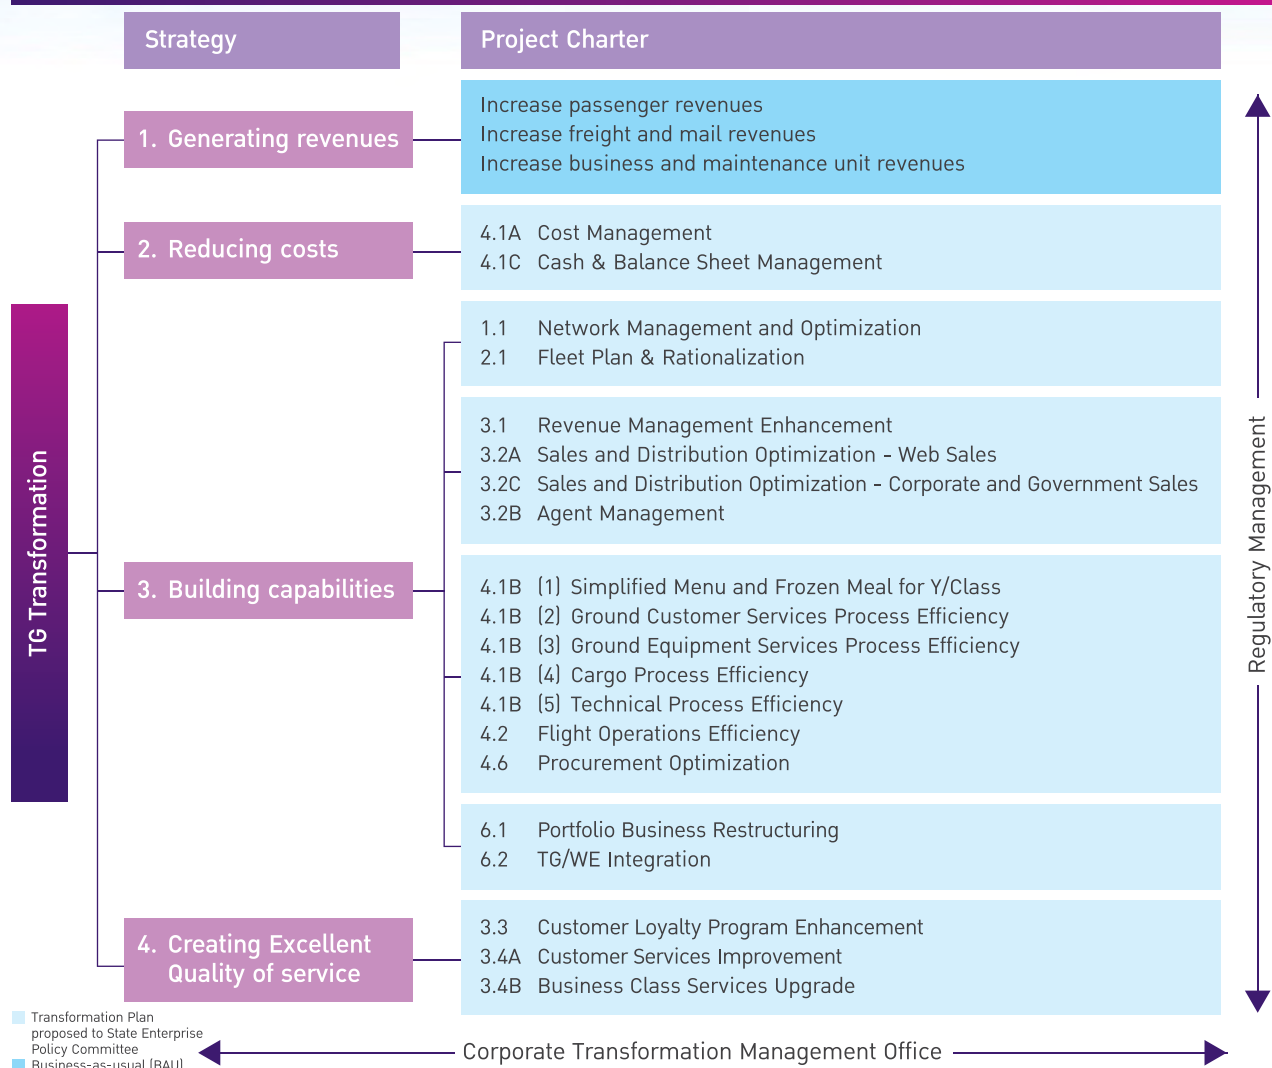 Strategy
Project Charter
TG Transformation
1. Generating revenues
Increase passenger revenues
Increase freight and mail revenues
Increase business and maintenance unit revenues
2. Reducing costs
4.1A Cost Management
4.1C Cash & Balance Sheet Management
3. Building capabilities
1.1 Network Management and Optimization
2.1 Fleet Plan & Rationalization
3.1 Revenue Management Enhancement
3.2A Sales and Distribution Optimization - Web Sales
3.2C Sales and Distribution Optimization - Corporate and Government Sales
3.2B Agent Management
4.1B (1) Simplified Menu and Frozen Meal for Y/Class
4.1B (2) Ground Customer Services Process Efficiency
4.1B (3) Ground Equipment Services Process Efficiency
4.1B (4) Cargo Process Efficiency
4.1B (5) Technical Process Efficiency
4.2 Flight Operations Efficiency
4.6 Procurement Optimization
6.1 Portfolio Business Restructuring
6.2 TG/WE Integration
4. Creating Excellent
Quality of service
3.3 Customer Loyalty Program Enhancement
3.4A Customer Services Improvement
3.4B Business Class Services Upgrade
Regulatory Management
Transformation Plan
proposed to State Enterprise
Policy Committee
Business-as-usual (BAU)
Corporate Transformation Management Office